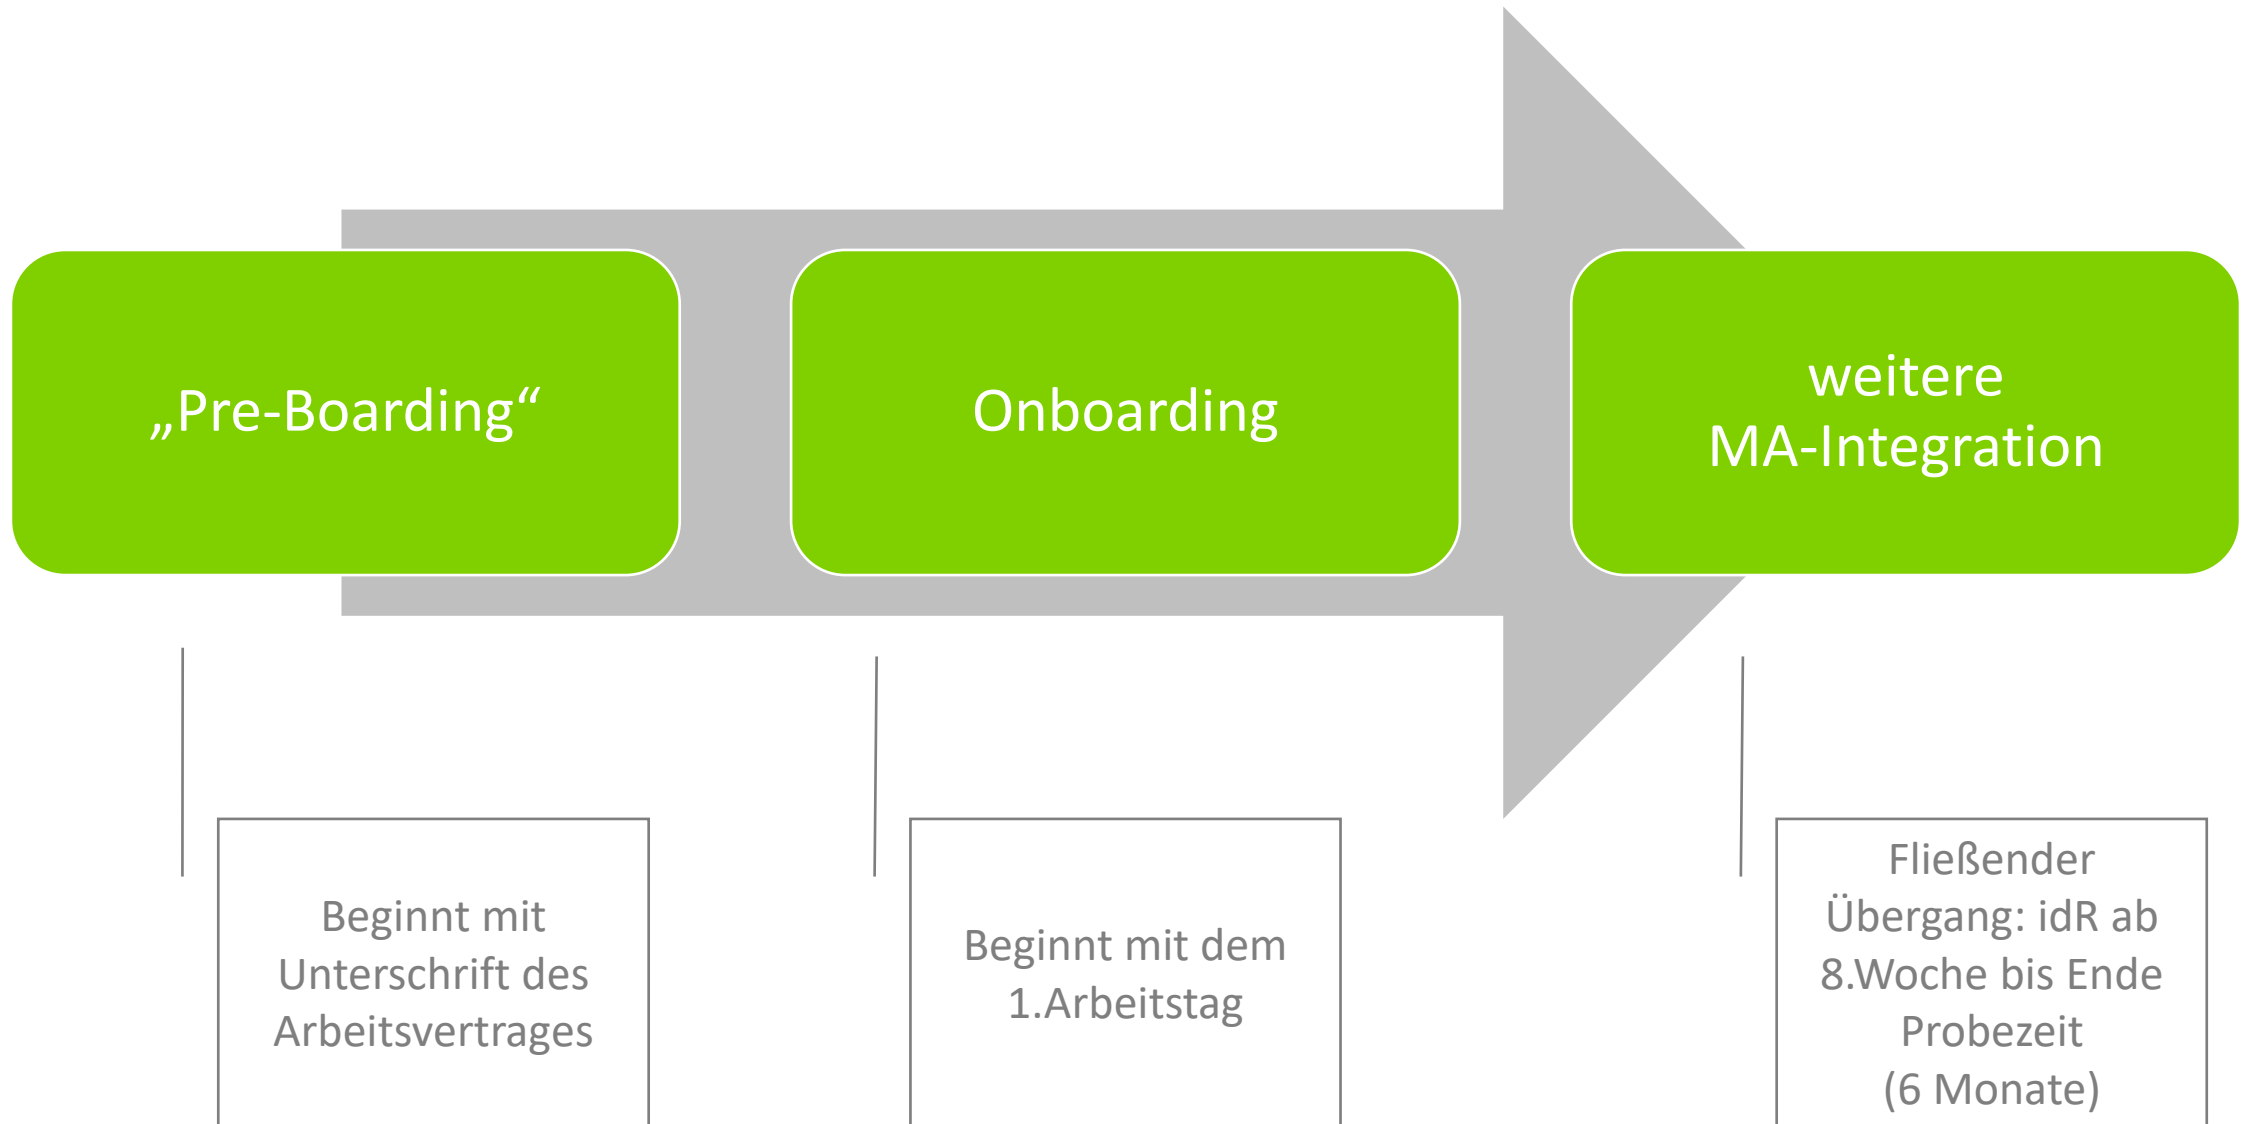 „Pre-Boarding“
Onboarding
weitere
MA-Integration
Beginnt mit
Unterschrift des
Arbeitsvertrages
Beginnt mit dem
1.Arbeitstag
Fließender
Übergang: idR ab
8.Woche bis Ende
Probezeit
(6 Monate)